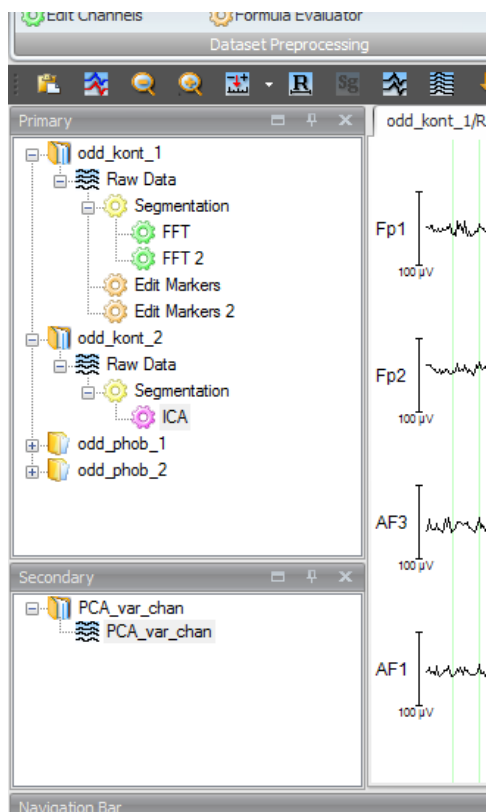 Edit Channels Formula Evaluator
Dataset Preprocessing
R Sg
Primary
odd_kont_1/R
odd_kont_1
Raw Data
Segmentation
FFT
FFT 2
Edit Markers
Edit Markers 2
odd_kont_2
Raw Data
Segmentation
ICA
odd_phob_1
odd_phob_2
Fp1
100 µV
Fp2
100 µV
AF3
100 µV
AF1
100 µV
Secondary
PCA_var_chan
PCA_var_chan
Navigation Bar